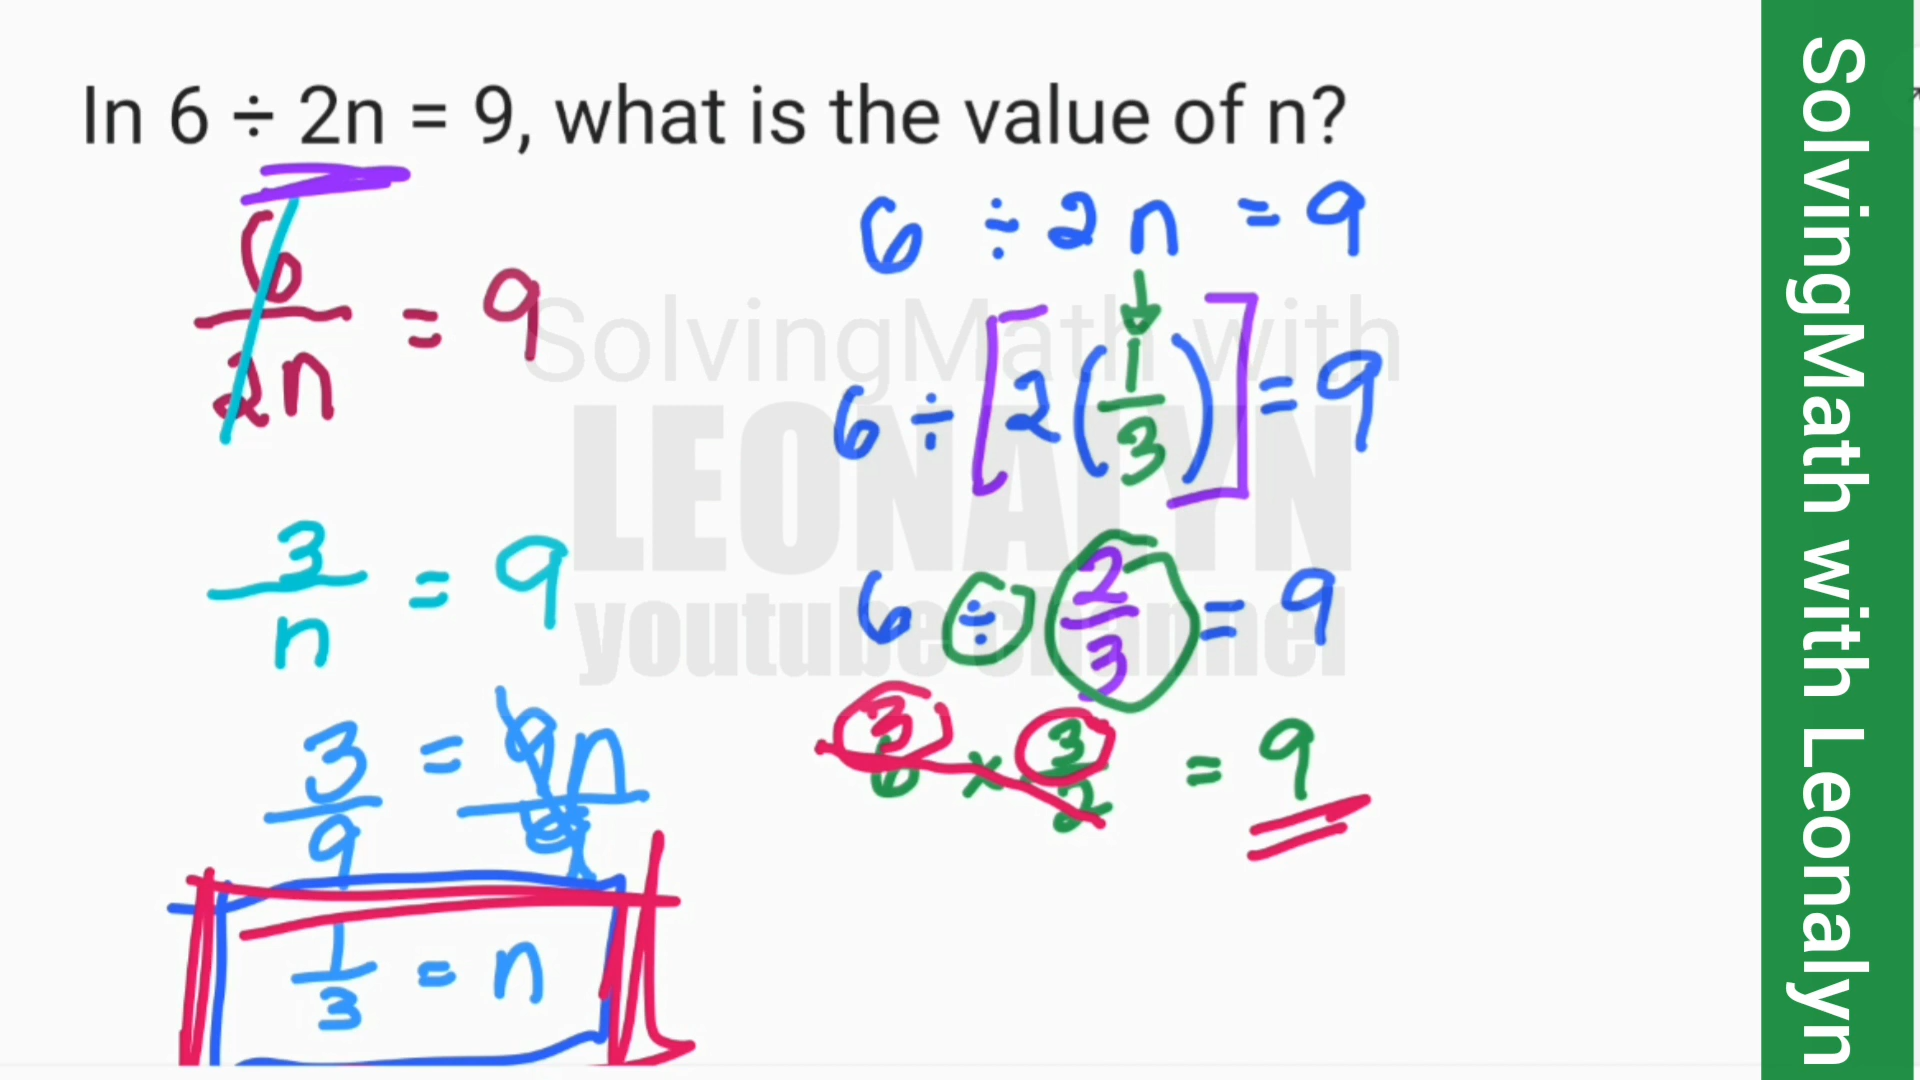 In 6 ÷ 2n = 9, what is the value of n?
6/2n = 9
3/n = 9
3/9 = 9n/9
1/3 = n
6 ÷ 2n = 9
6 ÷ [2(1/3)] = 9
6 ÷ 2/3 = 9
3 6 × 3/2 = 9
SolvingMath with
LEONALYN
youtube channel
SolvingMath with Leonalyn